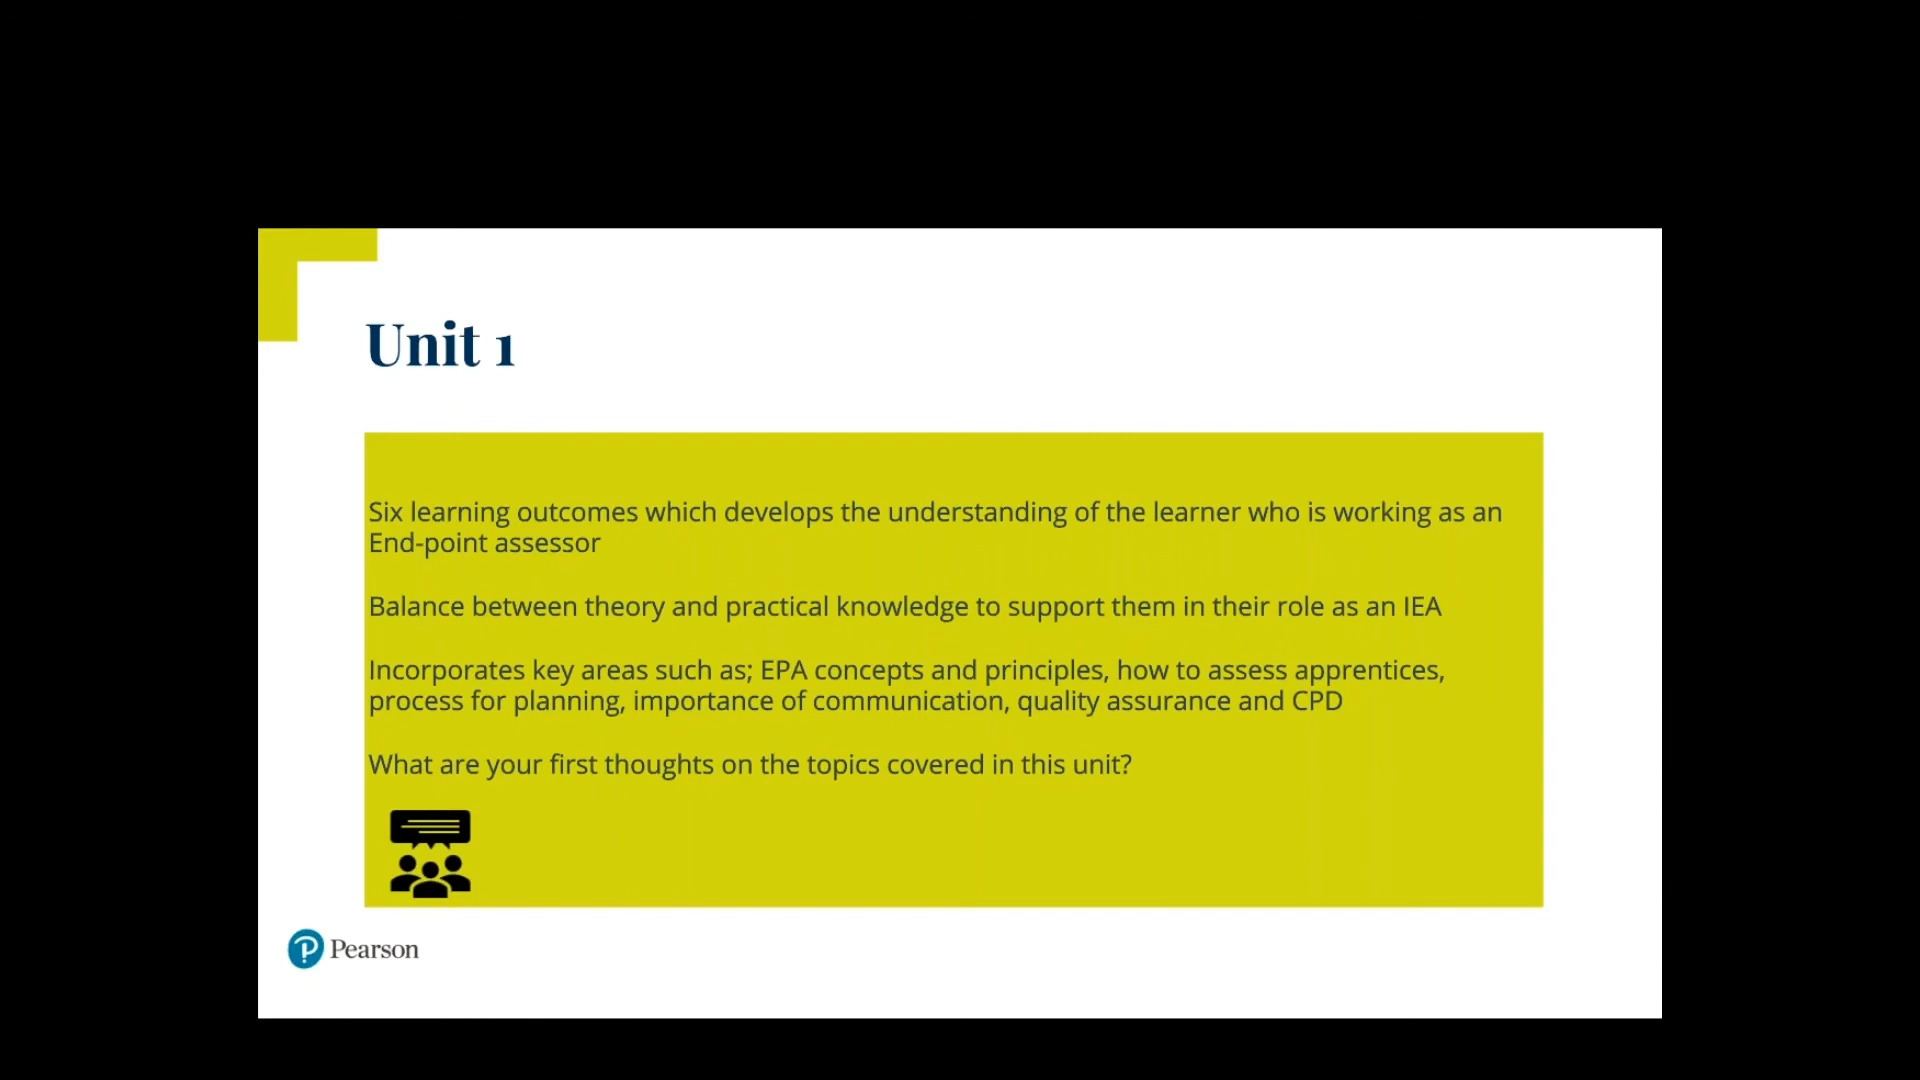 Unit 1
Six learning outcomes which develops the understanding of the learner who is working as an
End-point assessor
Balance between theory and practical knowledge to support them in their role as an IEA
Incorporates key areas such as; EPA concepts and principles, how to assess apprentices,
process for planning, importance of communication, quality assurance and CPD
What are your first thoughts on the topics covered in this unit?
Pearson